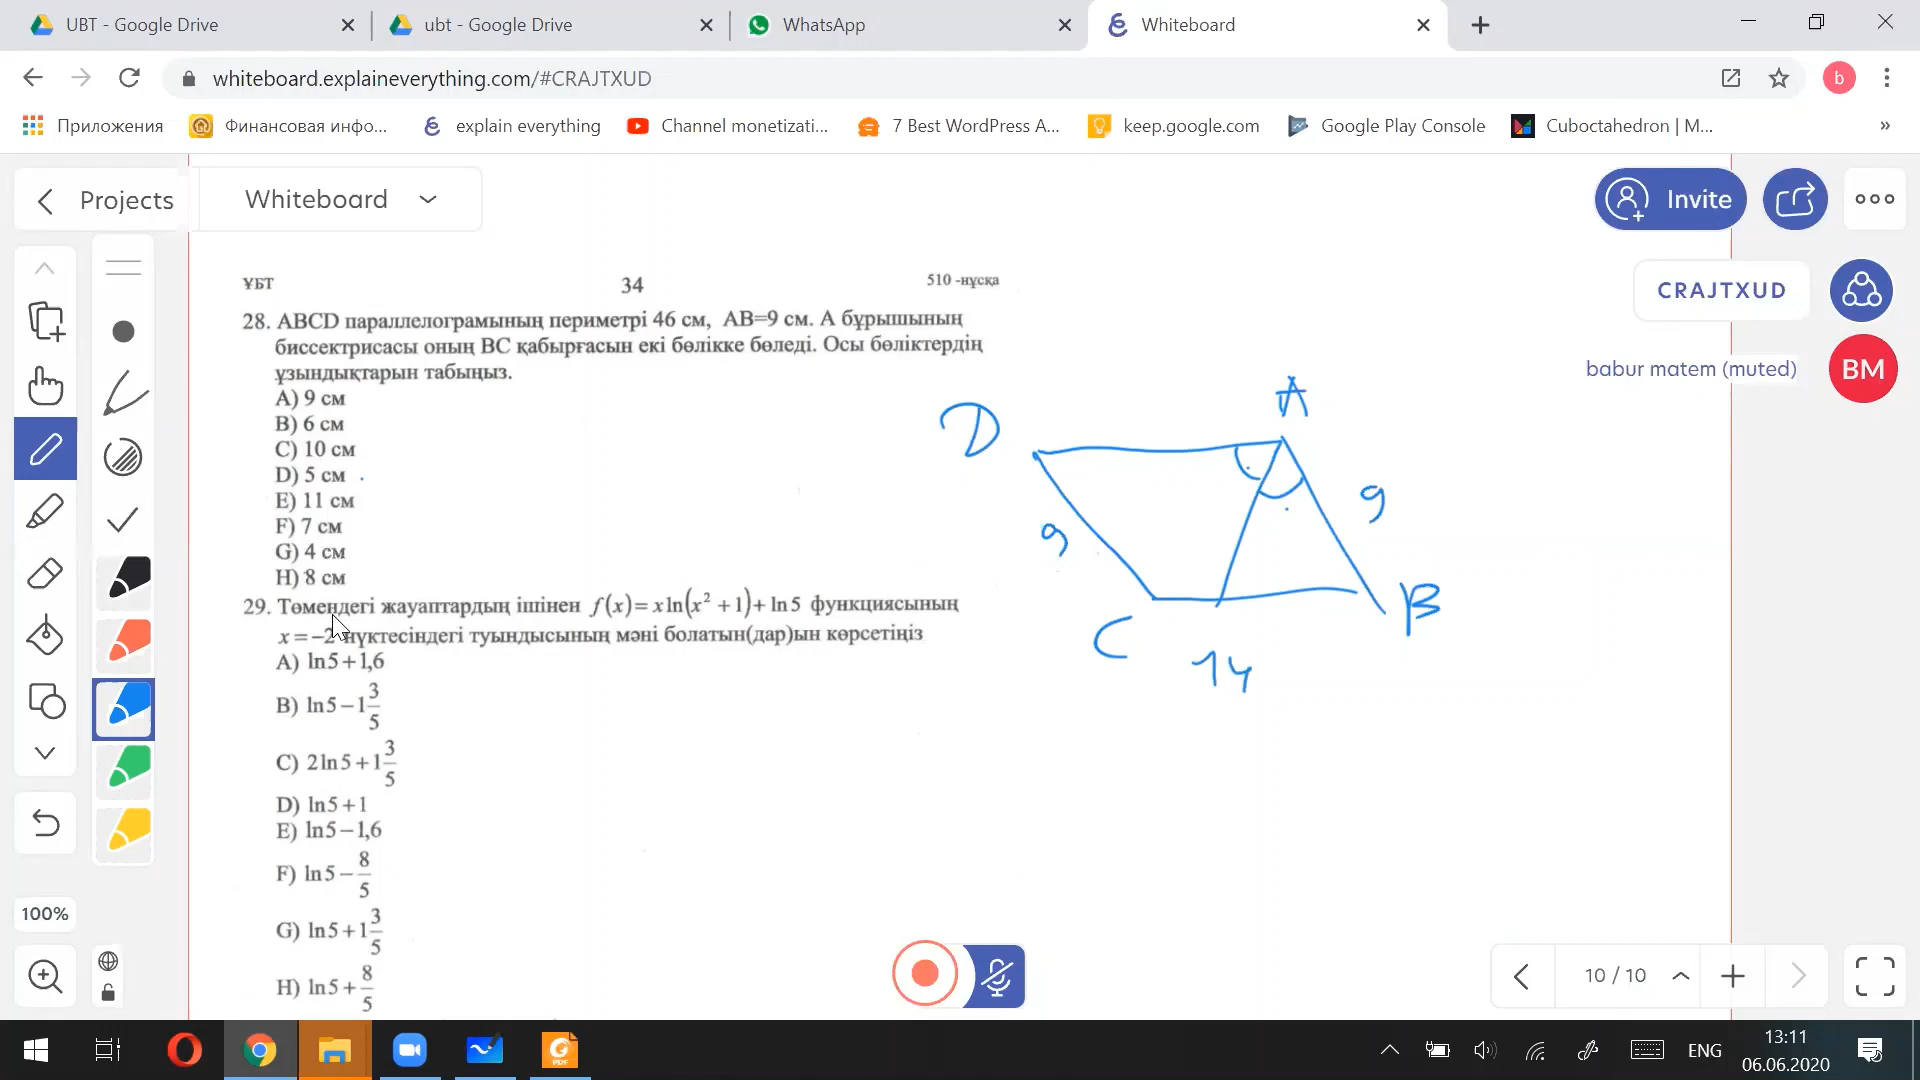 UBT - Google Drive
ubt - Google Drive
WhatsApp
Whiteboard
whiteboard.explaineverything.com/#CRAJTXUD
b
Приложения
Финансовая инфо...
explain everything
Channel monetizati...
7 Best WordPress A...
keep.google.com
Google Play Console
Cuboctahedron | M...
»
Projects
Whiteboard
Invite
CRAJTXUD
babur matem (muted)
BM
ҰБТ 34 510 -нұсқа
28. ABCD параллелограмының периметрі 46 см, AB=9 см. А бұрышының
биссектрисасы оның ВС қабырғасын екі бөлікке бөледі. Осы бөліктердің
ұзындықтарын табыңыз.
A) 9 см
B) 6 см
C) 10 см
D) 5 см
E) 11 см
F) 7 см
G) 4 см
H) 8 см
29. Төмендегі жауаптардың ішінен f(x)=x ln(x²+1)+ln5 функциясының
x=−2 нүктесіндегі туындысының мәні болатын(дар)ын көрсетіңіз
A) ln5+1,6
B) ln5−1 3/5
C) 2ln5+1 3/5
D) ln5+1
E) ln5−1,6
F) ln5−8/5
G) ln5+1 3/5
H) ln5+8/5
D
A
9
9
C
B
14
100%
10 / 10
ENG
13:11
06.06.2020